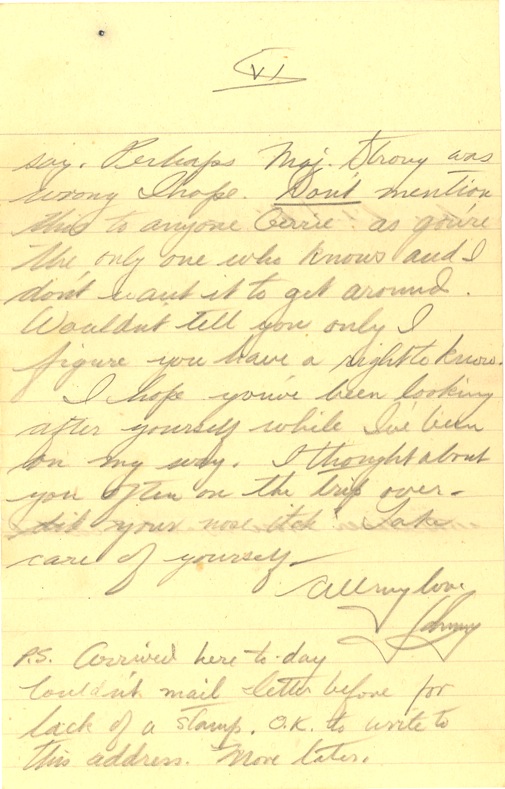 VI
say. Perhaps Maj. Strong was
wrong I hope. Don't mention
this to anyone Gerrie as you're
the only one who knows and I
don't want it to get around.
Wouldn't tell you only I
figure you have a right to know.
I hope you've been looking
after yourself while I've been
on my way. I thought about
you often on the trip over -
did your nose itch! Take
care of yourself -
All my love
Johnny
P.S. Arrived here to-day
Couldn't mail letter before for
lack of a stamp. O.K. to write to
this address. More later.